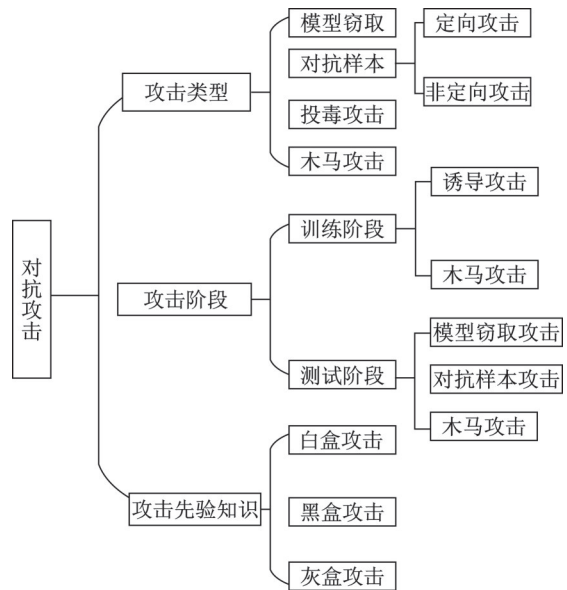 对抗攻击
攻击类型
模型窃取
对抗样本
定向攻击
非定向攻击
投毒攻击
木马攻击
攻击阶段
训练阶段
诱导攻击
木马攻击
测试阶段
模型窃取攻击
对抗样本攻击
木马攻击
攻击先验知识
白盒攻击
黑盒攻击
灰盒攻击